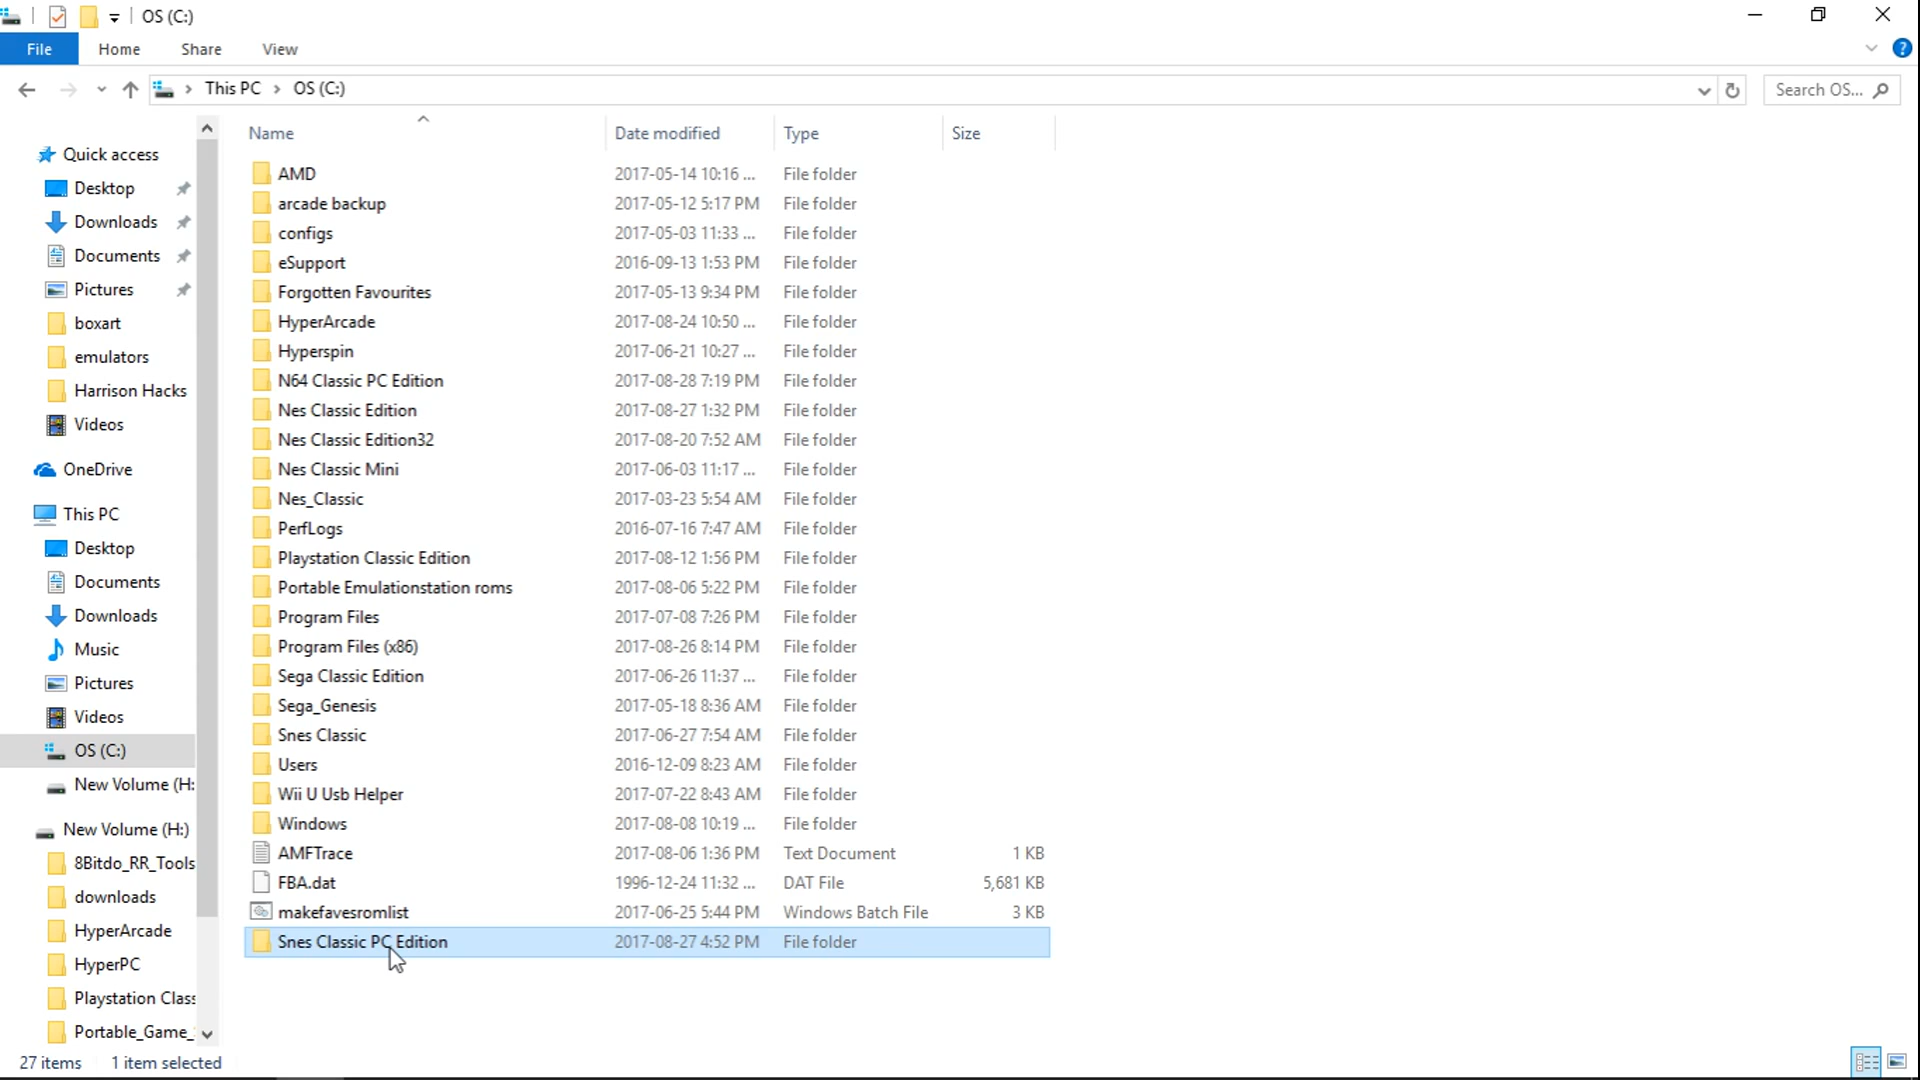 OS (C:)
File Home Share View
This PC > OS (C:) Search OS...
Name Date modified Type Size
Quick access
Desktop
Downloads
Documents
Pictures
boxart
emulators
Harrison Hacks
Videos
OneDrive
This PC
Desktop
Documents
Downloads
Music
Pictures
Videos
OS (C:)
New Volume (H:
New Volume (H:)
8Bitdo_RR_Tools
downloads
HyperArcade
HyperPC
Playstation Class
Portable_Game_
AMD 2017-05-14 10:16 ... File folder
arcade backup 2017-05-12 5:17 PM File folder
configs 2017-05-03 11:33 ... File folder
eSupport 2016-09-13 1:53 PM File folder
Forgotten Favourites 2017-05-13 9:34 PM File folder
HyperArcade 2017-08-24 10:50 ... File folder
Hyperspin 2017-06-21 10:27 ... File folder
N64 Classic PC Edition 2017-08-28 7:19 PM File folder
Nes Classic Edition 2017-08-27 1:32 PM File folder
Nes Classic Edition32 2017-08-20 7:52 AM File folder
Nes Classic Mini 2017-06-03 11:17 ... File folder
Nes_Classic 2017-03-23 5:54 AM File folder
PerfLogs 2016-07-16 7:47 AM File folder
Playstation Classic Edition 2017-08-12 1:56 PM File folder
Portable Emulationstation roms 2017-08-06 5:22 PM File folder
Program Files 2017-07-08 7:26 PM File folder
Program Files (x86) 2017-08-26 8:14 PM File folder
Sega Classic Edition 2017-06-26 11:37 ... File folder
Sega_Genesis 2017-05-18 8:36 AM File folder
Snes Classic 2017-06-27 7:54 AM File folder
Users 2016-12-09 8:23 AM File folder
Wii U Usb Helper 2017-07-22 8:43 AM File folder
Windows 2017-08-08 10:19 ... File folder
AMFTrace 2017-08-06 1:36 PM Text Document 1 KB
FBA.dat 1996-12-24 11:32 ... DAT File 5,681 KB
makefavesromlist 2017-06-25 5:44 PM Windows Batch File 3 KB
Snes Classic PC Edition 2017-08-27 4:52 PM File folder
27 items 1 item selected